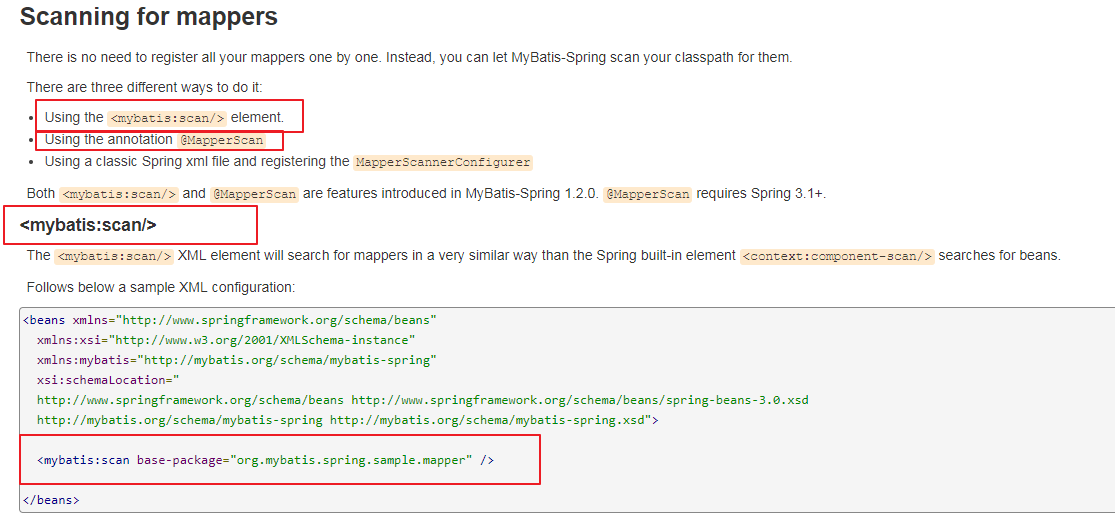 Scanning for mappers
There is no need to register all your mappers one by one. Instead, you can let MyBatis-Spring scan your classpath for them.
There are three different ways to do it:
• Using the <mybatis:scan/> element.
• Using the annotation @MapperScan
• Using a classic Spring xml file and registering the MapperScannerConfigurer
Both <mybatis:scan/> and @MapperScan are features introduced in MyBatis-Spring 1.2.0. @MapperScan requires Spring 3.1+.
<mybatis:scan/>
The <mybatis:scan/> XML element will search for mappers in a very similar way than the Spring built-in element <context:component-scan/> searches for beans.
Follows below a sample XML configuration:
<beans xmlns="http://www.springframework.org/schema/beans"
xmlns:xsi="http://www.w3.org/2001/XMLSchema-instance"
xmlns:mybatis="http://mybatis.org/schema/mybatis-spring"
xsi:schemaLocation="
http://www.springframework.org/schema/beans http://www.springframework.org/schema/beans/spring-beans-3.0.xsd
http://mybatis.org/schema/mybatis-spring http://mybatis.org/schema/mybatis-spring.xsd">
<mybatis:scan base-package="org.mybatis.spring.sample.mapper" />
</beans>